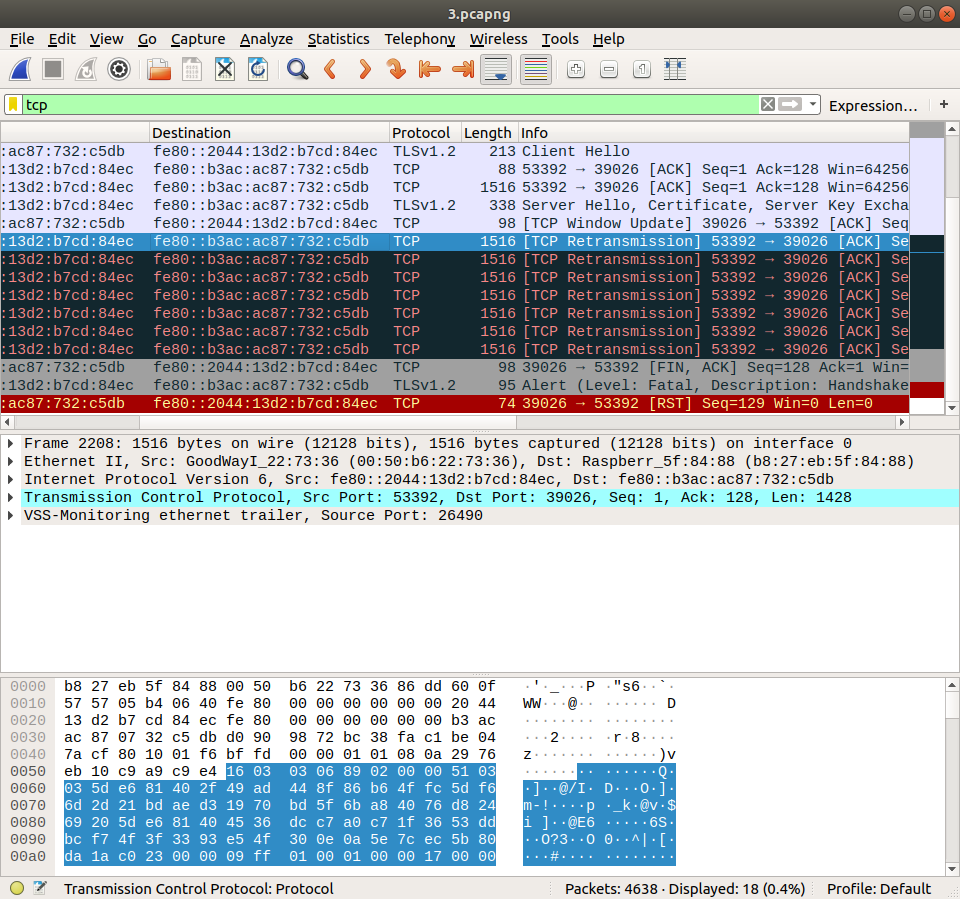 3.pcapng
File Edit View Go Capture Analyze Statistics Telephony Wireless Tools Help
tcp Expression… +
Destination Protocol Length Info
:ac87:732:c5db fe80::2044:13d2:b7cd:84ec TLSv1.2 213 Client Hello
:13d2:b7cd:84ec fe80::b3ac:ac87:732:c5db TCP 88 53392 → 39026 [ACK] Seq=1 Ack=128 Win=64256
:13d2:b7cd:84ec fe80::b3ac:ac87:732:c5db TCP 1516 53392 → 39026 [ACK] Seq=1 Ack=128 Win=64256
:13d2:b7cd:84ec fe80::b3ac:ac87:732:c5db TLSv1.2 338 Server Hello, Certificate, Server Key Excha
:ac87:732:c5db fe80::2044:13d2:b7cd:84ec TCP 98 [TCP Window Update] 39026 → 53392 [ACK] Seq
:13d2:b7cd:84ec fe80::b3ac:ac87:732:c5db TCP 1516 [TCP Retransmission] 53392 → 39026 [ACK] Se
:13d2:b7cd:84ec fe80::b3ac:ac87:732:c5db TCP 1516 [TCP Retransmission] 53392 → 39026 [ACK] Se
:13d2:b7cd:84ec fe80::b3ac:ac87:732:c5db TCP 1516 [TCP Retransmission] 53392 → 39026 [ACK] Se
:13d2:b7cd:84ec fe80::b3ac:ac87:732:c5db TCP 1516 [TCP Retransmission] 53392 → 39026 [ACK] Se
:13d2:b7cd:84ec fe80::b3ac:ac87:732:c5db TCP 1516 [TCP Retransmission] 53392 → 39026 [ACK] Se
:13d2:b7cd:84ec fe80::b3ac:ac87:732:c5db TCP 1516 [TCP Retransmission] 53392 → 39026 [ACK] Se
:13d2:b7cd:84ec fe80::b3ac:ac87:732:c5db TCP 1516 [TCP Retransmission] 53392 → 39026 [ACK] Se
:ac87:732:c5db fe80::2044:13d2:b7cd:84ec TCP 98 39026 → 53392 [FIN, ACK] Seq=128 Ack=1 Win=
:13d2:b7cd:84ec fe80::b3ac:ac87:732:c5db TLSv1.2 95 Alert (Level: Fatal, Description: Handshake
:ac87:732:c5db fe80::2044:13d2:b7cd:84ec TCP 74 39026 → 53392 [RST] Seq=129 Win=0 Len=0
Frame 2208: 1516 bytes on wire (12128 bits), 1516 bytes captured (12128 bits) on interface 0
Ethernet II, Src: GoodWayI_22:73:36 (00:50:b6:22:73:36), Dst: Raspberr_5f:84:88 (b8:27:eb:5f:84:88)
Internet Protocol Version 6, Src: fe80::2044:13d2:b7cd:84ec, Dst: fe80::b3ac:ac87:732:c5db
Transmission Control Protocol, Src Port: 53392, Dst Port: 39026, Seq: 1, Ack: 128, Len: 1428
VSS-Monitoring ethernet trailer, Source Port: 26490
0000 b8 27 eb 5f 84 88 00 50 b6 22 73 36 86 dd 60 0f ·'·_···P ·"s6··`·
0010 57 57 05 b4 06 40 fe 80 00 00 00 00 00 00 20 44 WW···@·· ······ D
0020 13 d2 b7 cd 84 ec fe 80 00 00 00 00 00 00 b3 ac ········ ········
0030 ac 87 07 32 c5 db d0 90 98 72 bc 38 fa c1 be 04 ···2···· ·r·8····
0040 7a cf 80 10 01 f6 bf fd 00 00 01 01 08 0a 29 76 z······· ······)v
0050 eb 10 c9 a9 c9 e4 16 03 03 06 89 02 00 00 51 03 ········ ······Q·
0060 03 5d e6 81 40 2f 49 ad 44 8f 86 b6 4f fc 5d f6 ·]··@/I· D···O·]·
0070 6d 2d 21 bd ae d3 19 70 bd 5f 6b a8 40 76 d8 24 m-!····p ·_k·@v·$
0080 69 20 5d e6 81 40 45 36 dc c7 a0 c7 1f 36 53 dd i ]··@E6 ·····6S·
0090 bc f7 4f 3f 33 93 e5 4f 30 0e 0a 5e 7c ec 5b 80 ··O?3··O 0··^|·[·
00a0 da 1a c0 23 00 00 09 ff 01 00 01 00 00 17 00 00 ···#···· ········
Transmission Control Protocol: Protocol Packets: 4638 · Displayed: 18 (0.4%) Profile: Default